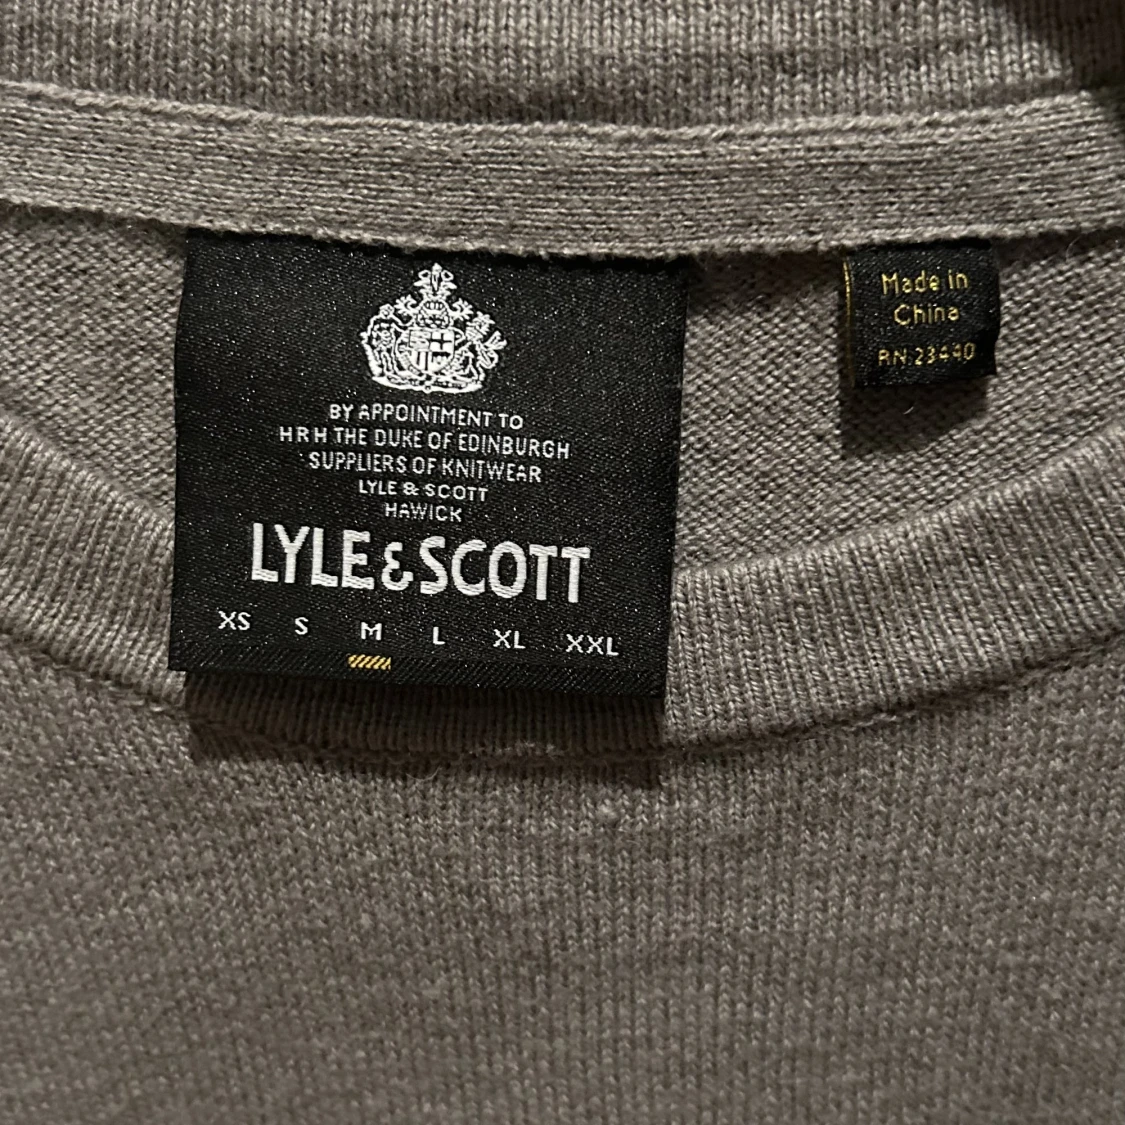 BY APPOINTMENT TO
HRH THE DUKE OF EDINBURGH
SUPPLIERS OF KNITWEAR
LYLE & SCOTT
HAWICK
LYLE & SCOTT
XS S M L XL XXL
Made in
China
RN.23440